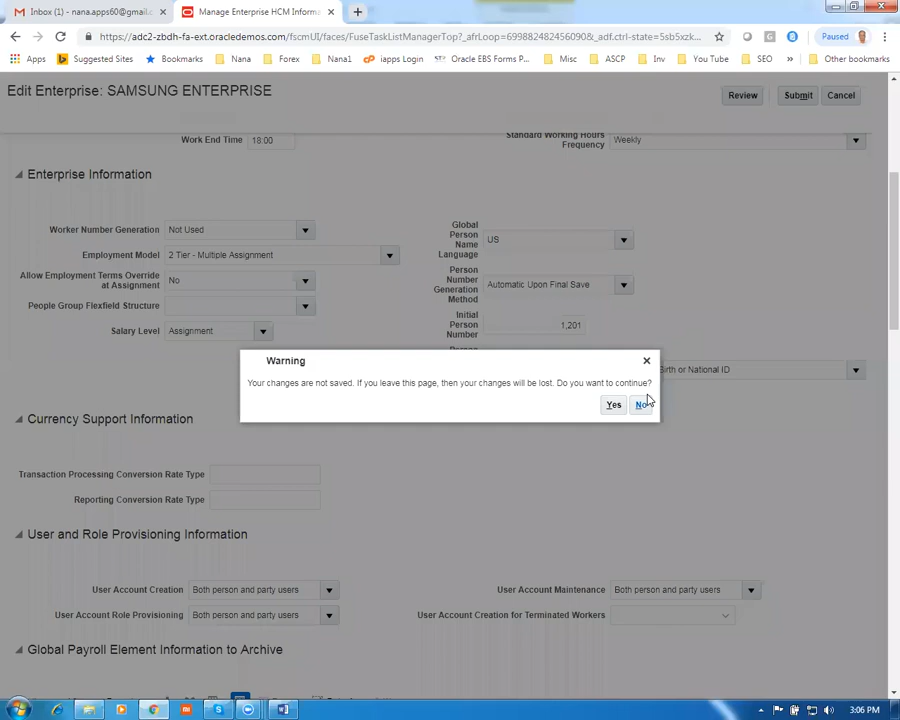 Inbox (1) - nana.apps60@gmail.c
Manage Enterprise HCM Informa
https://adc2-zbdh-fa-ext.oracledemos.com/fscmUI/faces/FuseTaskListManagerTop?_afrLoop=6998824824560908&_adf.ctrl-state=5sb5xzk...
Paused
Apps Suggested Sites Bookmarks Nana Forex Nana1 iapps Login Oracle EBS Forms P... Misc ASCP Inv You Tube SEO » Other bookmarks
Edit Enterprise: SAMSUNG ENTERPRISE
Review Submit Cancel
Work End Time 18:00
Standard Working Hours Frequency Weekly
Enterprise Information
Worker Number Generation Not Used
Employment Model 2 Tier - Multiple Assignment
Allow Employment Terms Override at Assignment No
People Group Flexfield Structure
Salary Level Assignment
Global Person Name Language US
Person Number Generation Method Automatic Upon Final Save
Initial Person Number 1,201
Birth or National ID
Warning
Your changes are not saved. If you leave this page, then your changes will be lost. Do you want to continue?
Yes No
Currency Support Information
Transaction Processing Conversion Rate Type
Reporting Conversion Rate Type
User and Role Provisioning Information
User Account Creation Both person and party users
User Account Maintenance Both person and party users
User Account Role Provisioning Both person and party users
User Account Creation for Terminated Workers
Global Payroll Element Information to Archive
3:06 PM